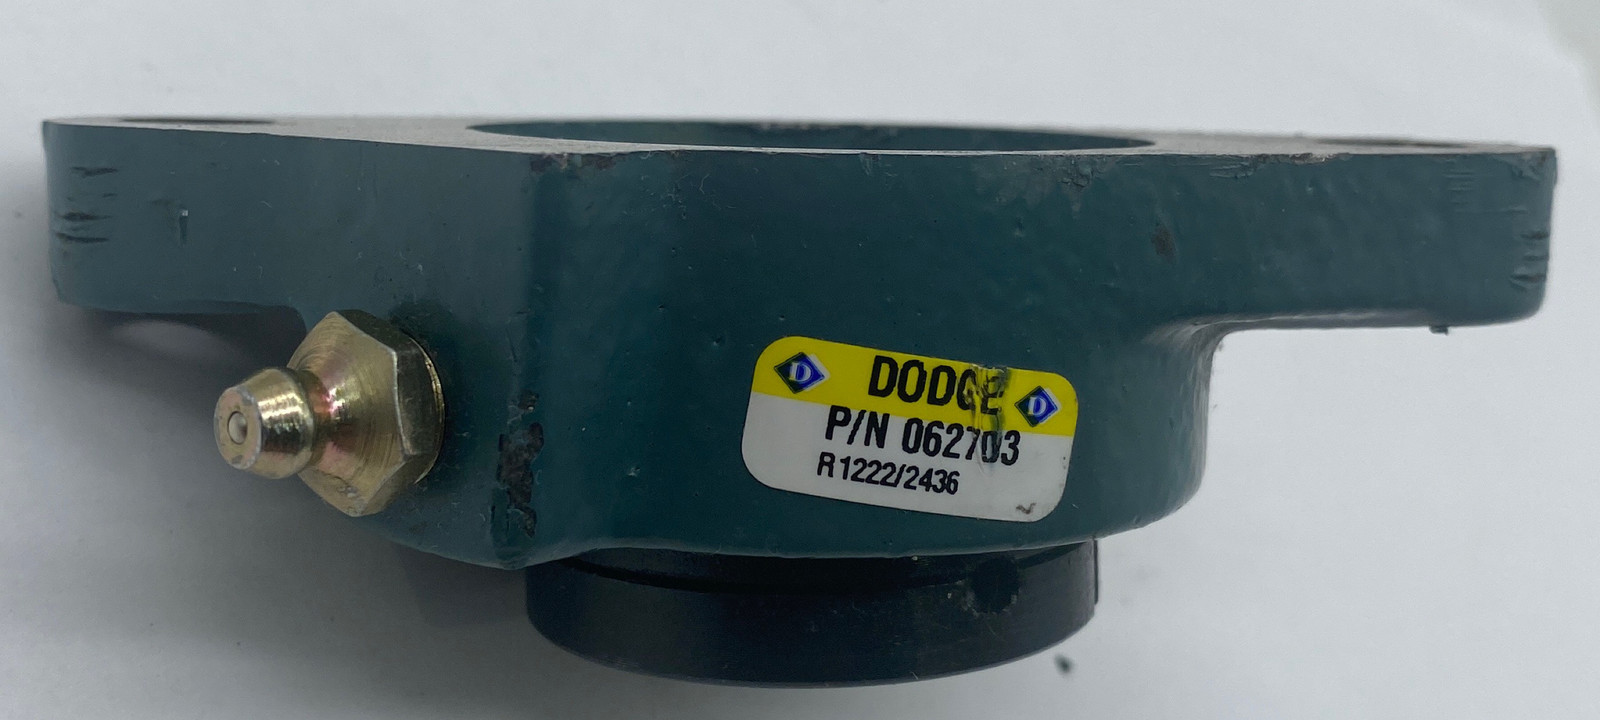 D DODGE D
P/N 062703
R1222/2436